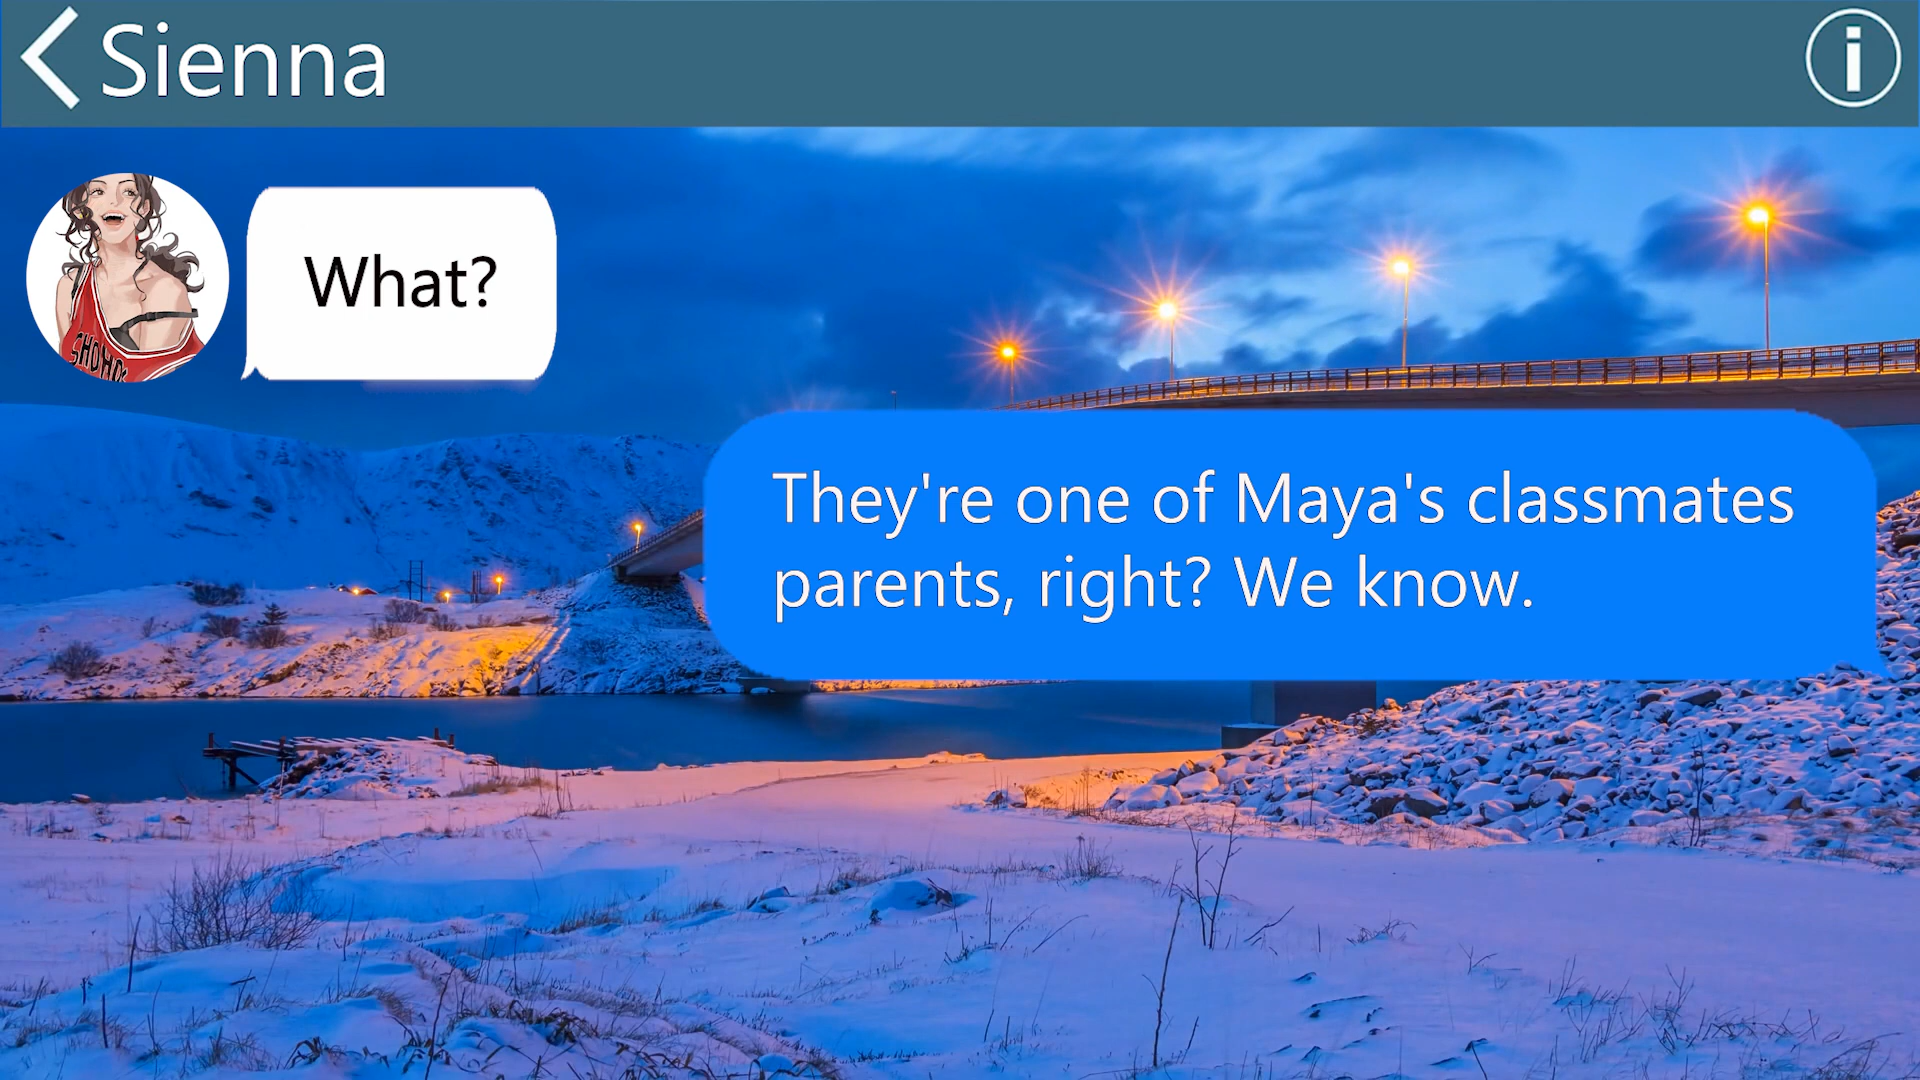 Sienna
What?
They're one of Maya's classmates
parents, right? We know.